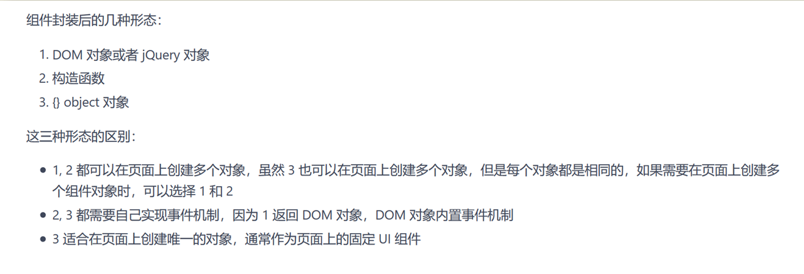 组件封装后的几种形态：
1. DOM 对象或者 jQuery 对象
2. 构造函数
3. {} object 对象
这三种形态的区别：
● 1, 2 都可以在页面上创建多个对象，虽然 3 也可以在页面上创建多个对象，但是每个对象都是相同的，如果需要在页面上创建多
个组件对象时，可以选择 1 和 2
● 2, 3 都需要自己实现事件机制，因为 1 返回 DOM 对象，DOM 对象内置事件机制
● 3 适合在页面上创建唯一的对象，通常作为页面上的固定 UI 组件